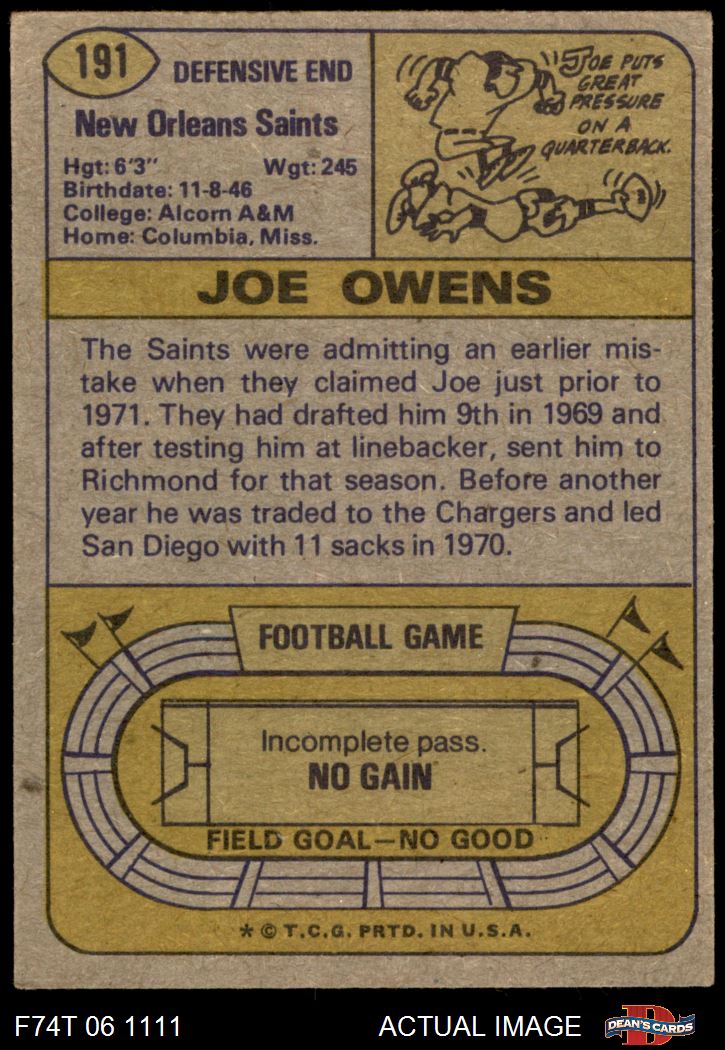 191
DEFENSIVE END
New Orleans Saints
Hgt: 6'3" Wgt: 245
Birthdate: 11-8-46
College: Alcorn A&M
Home: Columbia, Miss.
JOE PUTS
GREAT
PRESSURE
ON A
QUARTERBACK.
JOE OWENS
The Saints were admitting an earlier mis-
take when they claimed Joe just prior to
1971. They had drafted him 9th in 1969 and
after testing him at linebacker, sent him to
Richmond for that season. Before another
year he was traded to the Chargers and led
San Diego with 11 sacks in 1970.
FOOTBALL GAME
Incomplete pass.
NO GAIN
FIELD GOAL—NO GOOD
* © T.C.G. PRTD. IN U.S.A.
F74T 06 1111 ACTUAL IMAGE
D
DEAN'S CARDS